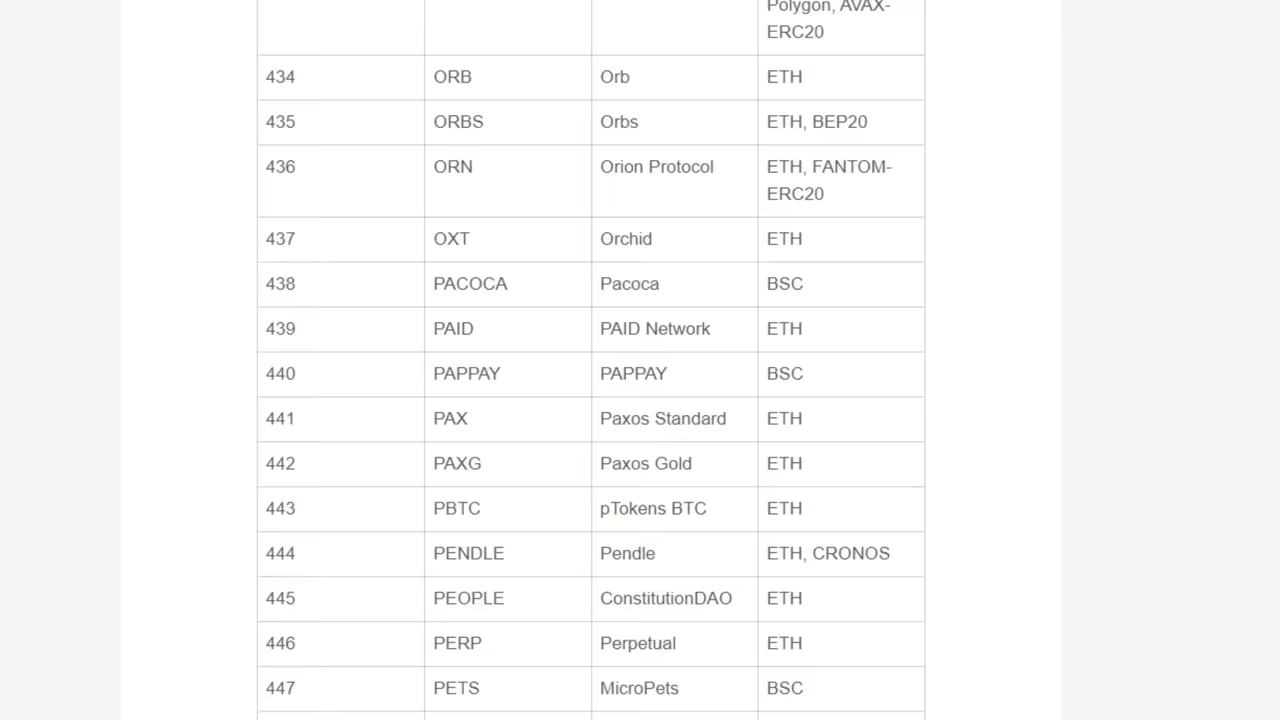 Polygon, AVAX-
ERC20
434 ORB Orb ETH
435 ORBS Orbs ETH, BEP20
436 ORN Orion Protocol ETH, FANTOM-
ERC20
437 OXT Orchid ETH
438 PACOCA Pacoca BSC
439 PAID PAID Network ETH
440 PAPPAY PAPPAY BSC
441 PAX Paxos Standard ETH
442 PAXG Paxos Gold ETH
443 PBTC pTokens BTC ETH
444 PENDLE Pendle ETH, CRONOS
445 PEOPLE ConstitutionDAO ETH
446 PERP Perpetual ETH
447 PETS MicroPets BSC